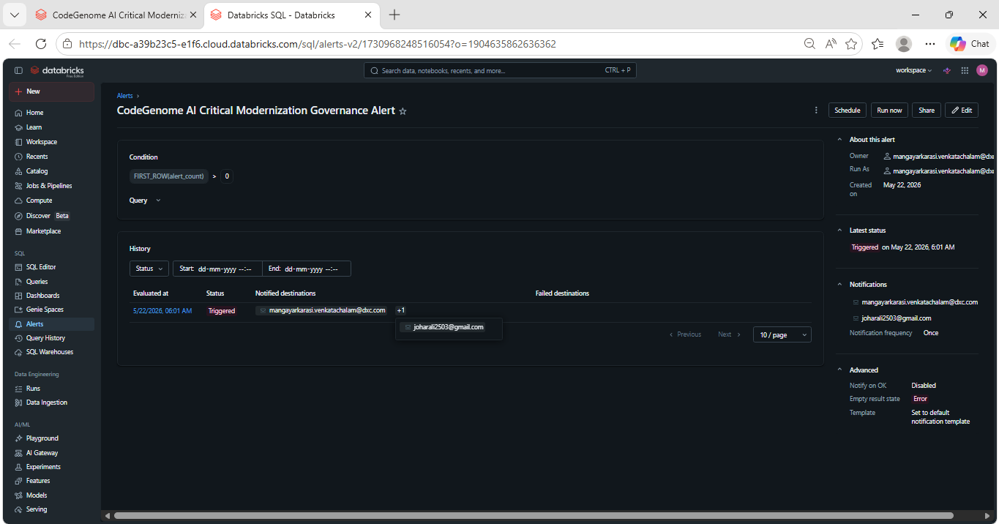 CodeGenome AI Critical Moderniz
Databricks SQL - Databricks
https://dbc-a39b23c5-e1f6.cloud.databricks.com/sql/alerts-v2/1730968248516054?o=1904635862636362
Chat
databricks
Free Edition
Search data, notebooks, recents, and more...
CTRL + P
workspace
M
New
Home
Learn
Workspace
Recents
Catalog
Jobs & Pipelines
Compute
Discover Beta
Marketplace
SQL
SQL Editor
Queries
Dashboards
Genie Spaces
Alerts
Query History
SQL Warehouses
Data Engineering
Runs
Data Ingestion
AI/ML
Playground
AI Gateway
Experiments
Features
Models
Serving
Alerts ›
CodeGenome AI Critical Modernization Governance Alert
Schedule
Run now
Share
Edit
Condition
FIRST_ROW(alert_count) > 0
Query
History
Status
Start: dd-mm-yyyy --:--
End: dd-mm-yyyy --:--
Evaluated at Status Notified destinations Failed destinations
5/22/2026, 06:01 AM Triggered mangayarkarasi.venkatachalam@dxc.com +1
joharali2503@gmail.com
Previous Next 10 / page
About this alert
Owner mangayarkarasi.venkatachalam@dx
Run As mangayarkarasi.venkatachalam@dx
Created on May 22, 2026
Latest status
Triggered on May 22, 2026, 6:01 AM
Notifications
mangayarkarasi.venkatachalam@dxc.com
joharali2503@gmail.com
Notification frequency Once
Advanced
Notify on OK Disabled
Empty result state Error
Template Set to default
notification template